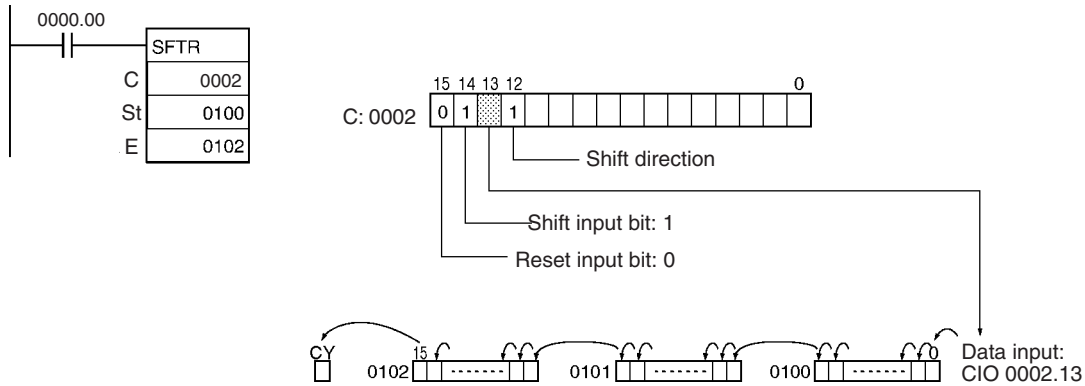 0000.00
SFTR
C 0002
St 0100
E 0102
15 14 13 12 0
C: 0002 0 1 1
Shift direction
Shift input bit: 1
Reset input bit: 0
CY 15 0 Data input:
0102 0101 0100 CIO 0002.13